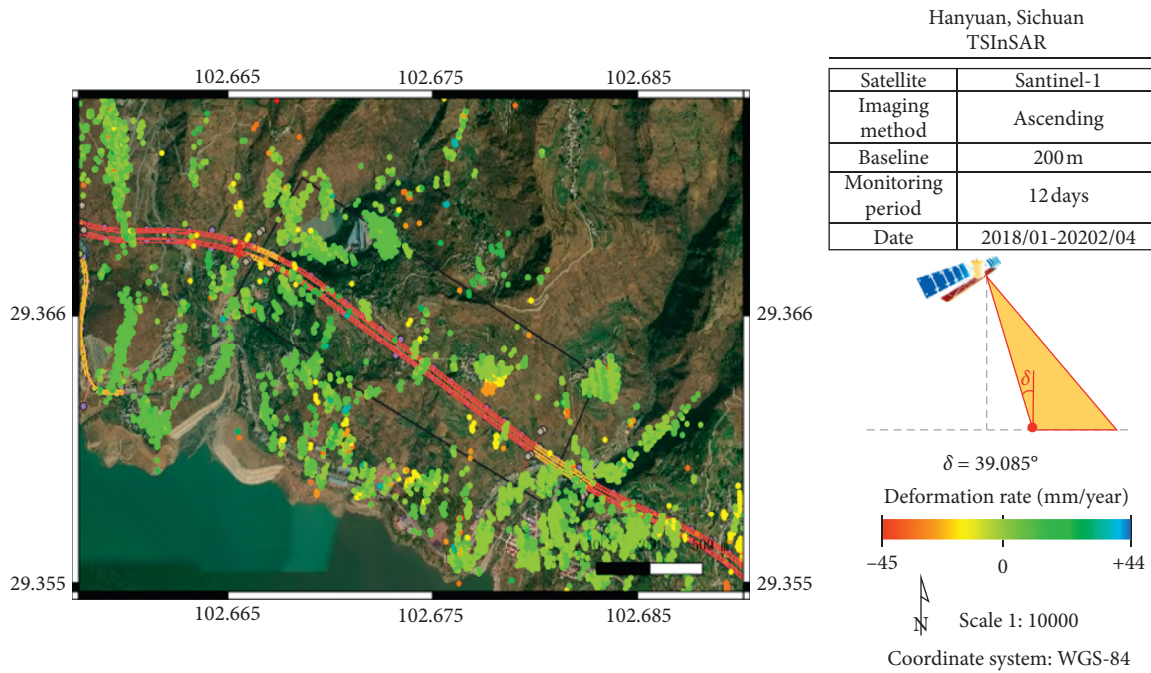 Hanyuan, Sichuan
TSInSAR
Satellite Santinel-1
Imaging method Ascending
Baseline 200 m
Monitoring period 12 days
Date 2018/01-20202/04
102.665 102.675 102.685
29.366 29.366
29.355 29.355
102.665 102.675 102.685
δ
δ = 39.085°
Deformation rate (mm/year)
–45 0 +44
N
Scale 1: 10000
Coordinate system: WGS-84